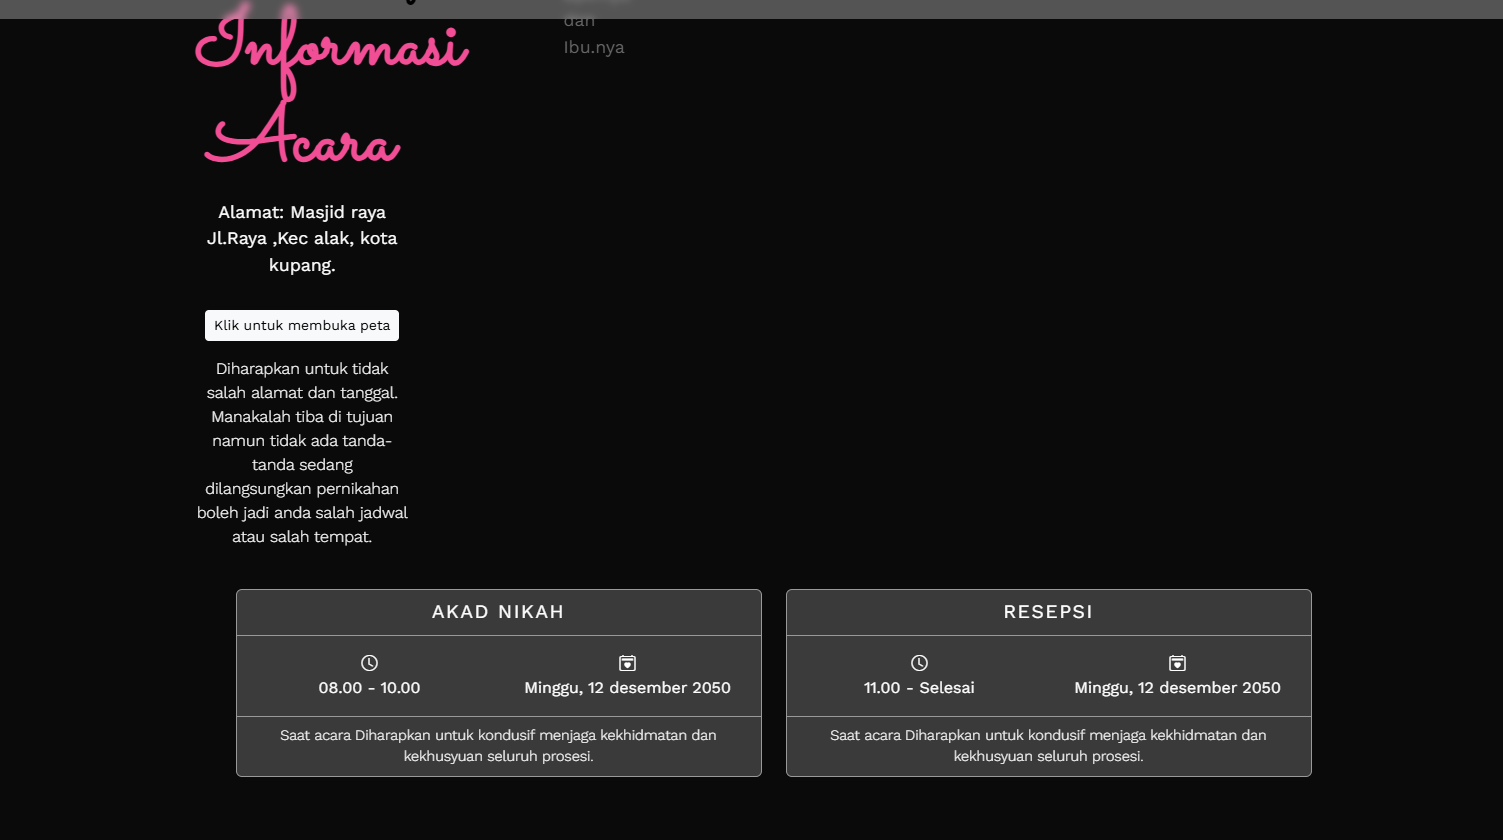 Informasi
Acara
dan
Ibu.nya
Alamat: Masjid raya
Jl.Raya ,Kec alak, kota
kupang.
Klik untuk membuka peta
Diharapkan untuk tidak
salah alamat dan tanggal.
Manakalah tiba di tujuan
namun tidak ada tanda-
tanda sedang
dilangsungkan pernikahan
boleh jadi anda salah jadwal
atau salah tempat.
AKAD NIKAH
08.00 - 10.00
Minggu, 12 desember 2050
Saat acara Diharapkan untuk kondusif menjaga kekhidmatan dan
kekhusyuan seluruh prosesi.
RESEPSI
11.00 - Selesai
Minggu, 12 desember 2050
Saat acara Diharapkan untuk kondusif menjaga kekhidmatan dan
kekhusyuan seluruh prosesi.